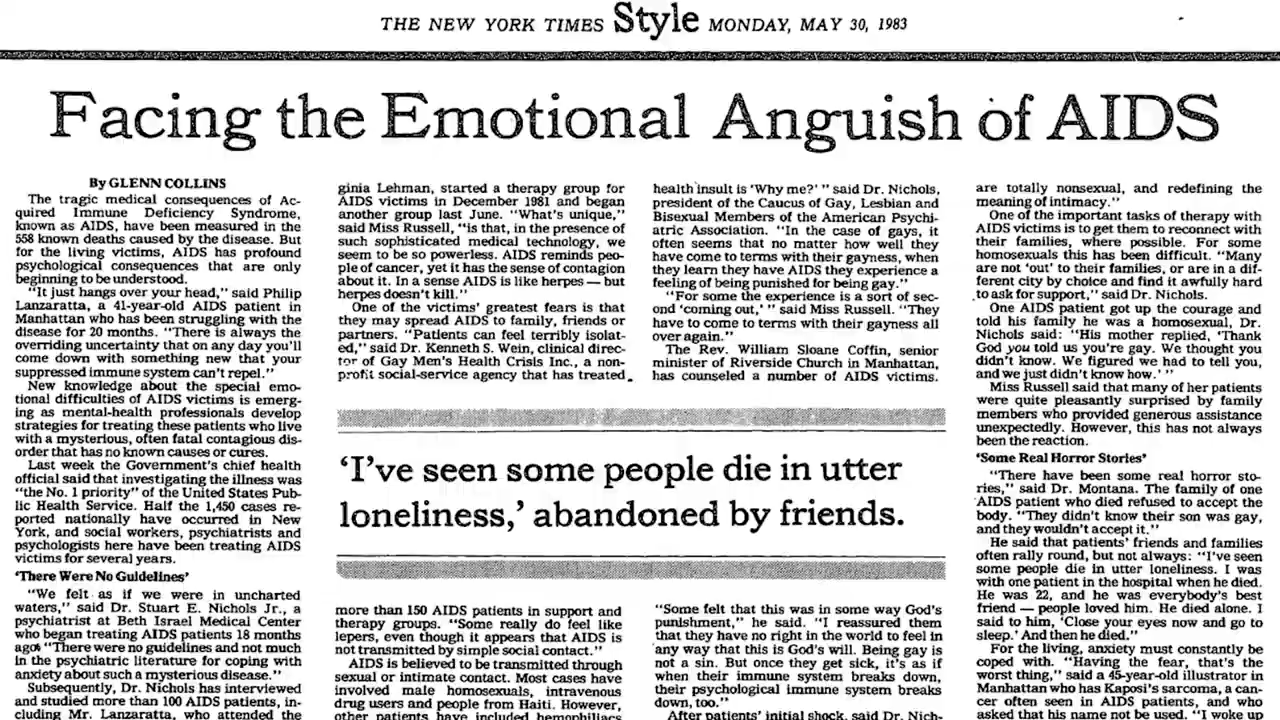 THE NEW YORK TIMES Style MONDAY, MAY 30, 1983
Facing the Emotional Anguish of AIDS
By GLENN COLLINS
The tragic medical consequences of Ac-
quired Immune Deficiency Syndrome,
known as AIDS, have been measured in the
558 known deaths caused by the disease. But
for the living victims, AIDS has profound
psychological consequences that are only
beginning to be understood.
"It just hangs over your head," said Philip
Lanzaratta, a 41-year-old AIDS patient in
Manhattan who has been struggling with the
disease for 20 months. "There is always the
overriding uncertainty that on any day you'll
come down with something new that your
suppressed immune system can't repel."
New knowledge about the special emo-
tional difficulties of AIDS victims is emerg-
ing as mental-health professionals develop
strategies for treating these patients who live
with a mysterious, often fatal contagious dis-
order that has no known causes or cures.
Last week the Government's chief health
official said that investigating the illness was
"the No. 1 priority" of the United States Pub-
lic Health Service. Half the 1,450 cases re-
ported nationally have occurred in New
York, and social workers, psychiatrists and
psychologists here have been treating AIDS
victims for several years.
'There Were No Guidelines'
"We felt as if we were in uncharted
waters," said Dr. Stuart E. Nichols Jr., a
psychiatrist at Beth Israel Medical Center
who began treating AIDS patients 18 months
ago. "There were no guidelines and not much
in the psychiatric literature for coping with
anxiety about such a mysterious disease."
Subsequently, Dr. Nichols has interviewed
and studied more than 100 AIDS patients, in-
cluding Mr. Lanzaratta, who attended the
ginia Lehman, started a therapy group for
AIDS victims in December 1981 and began
another group last June. "What's unique,"
said Miss Russell, "is that, in the presence of
such sophisticated medical technology, we
seem to be so powerless. AIDS reminds peo-
ple of cancer, yet it has the sense of contagion
about it. In a sense AIDS is like herpes — but
herpes doesn't kill."
One of the victims' greatest fears is that
they may spread AIDS to family, friends or
partners. "Patients can feel terribly isolat-
ed," said Dr. Kenneth S. Wein, clinical direc-
tor of Gay Men's Health Crisis Inc., a non-
profit social-service agency that has treated
'I've seen some people die in utter
loneliness,' abandoned by friends.
more than 150 AIDS patients in support and
therapy groups. "Some really do feel like
lepers, even though it appears that AIDS is
not transmitted by simple social contact."
AIDS is believed to be transmitted through
sexual or intimate contact. Most cases have
involved male homosexuals, intravenous
drug users and people from Haiti. However,
other patients have included hemophiliacs
health insult is 'Why me?' " said Dr. Nichols,
president of the Caucus of Gay, Lesbian and
Bisexual Members of the American Psychi-
atric Association. "In the case of gays, it
often seems that no matter how well they
have come to terms with their gayness, when
they learn they have AIDS they experience a
feeling of being punished for being gay."
"For some the experience is a sort of sec-
ond 'coming out,' " said Miss Russell. "They
have to come to terms with their gayness all
over again."
The Rev. William Sloane Coffin, senior
minister of Riverside Church in Manhattan,
has counseled a number of AIDS victims.
"Some felt that this was in some way God's
punishment," he said. "I reassured them
that they have no right in the world to feel in
any way that this is God's will. Being gay is
not a sin. But once they get sick, it's as if
when their immune system breaks down,
their psychological immune system breaks
down, too."
After patients' initial shock, said Dr. Nich-
are totally nonsexual, and redefining the
meaning of intimacy."
One of the important tasks of therapy with
AIDS victims is to get them to reconnect with
their families, where possible. For some
homosexuals this has been difficult. "Many
are not 'out' to their families, or are in a dif-
ferent city by choice and find it awfully hard
to ask for support," said Dr. Nichols.
One AIDS patient got up the courage and
told his family he was a homosexual, Dr.
Nichols said: "His mother replied, 'Thank
God you told us you're gay. We thought you
didn't know. We figured we had to tell you,
and we just didn't know how.' "
Miss Russell said that many of her patients
were quite pleasantly surprised by family
members who provided generous assistance
unexpectedly. However, this has not always
been the reaction.
'Some Real Horror Stories'
"There have been some real horror sto-
ries," said Dr. Montana. The family of one
AIDS patient who died refused to accept the
body. "They didn't know their son was gay,
and they wouldn't accept it."
He said that patients' friends and families
often rally round, but not always: "I've seen
some people die in utter loneliness. I was
with one patient in the hospital when he died.
He was 22, and he was everybody's best
friend — people loved him. He died alone. I
said to him, 'Close your eyes now and go to
sleep.' And then he died."
For the living, anxiety must constantly be
coped with. "Having the fear, that's the
worst thing," said a 45-year-old illustrator in
Manhattan who has Kaposi's sarcoma, a can-
cer often seen in AIDS patients, and who
asked that his name not be used. "I woke up